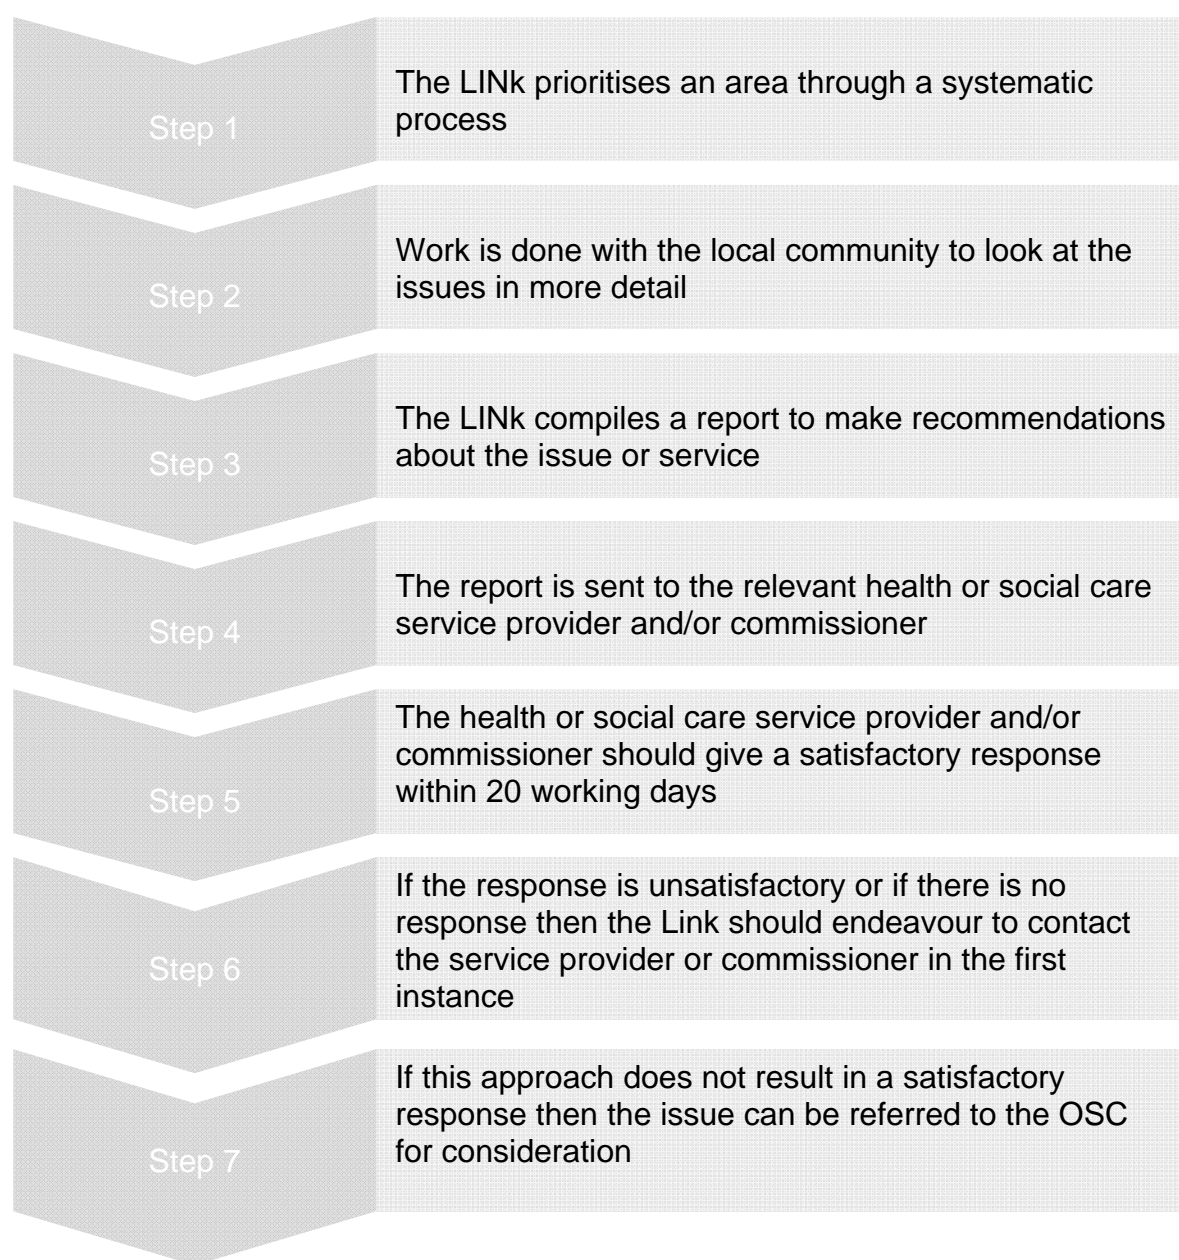 Step 1
The LINk prioritises an area through a systematic
process
Step 2
Work is done with the local community to look at the
issues in more detail
Step 3
The LINk compiles a report to make recommendations
about the issue or service
Step 4
The report is sent to the relevant health or social care
service provider and/or commissioner
Step 5
The health or social care service provider and/or
commissioner should give a satisfactory response
within 20 working days
Step 6
If the response is unsatisfactory or if there is no
response then the Link should endeavour to contact
the service provider or commissioner in the first
instance
Step 7
If this approach does not result in a satisfactory
response then the issue can be referred to the OSC
for consideration